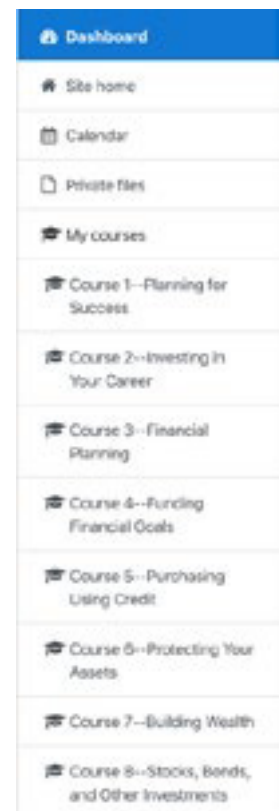 Dashboard
Site home
Calendar
Private files
My courses
Course 1--Planning for
Success
Course 2--Investing in
Your Career
Course 3--Financial
Planning
Course 4--Funding
Financial Goals
Course 5--Purchasing
Using Credit
Course 6--Protecting Your
Assets
Course 7--Building Wealth
Course 8--Stocks, Bonds,
and Other Investments